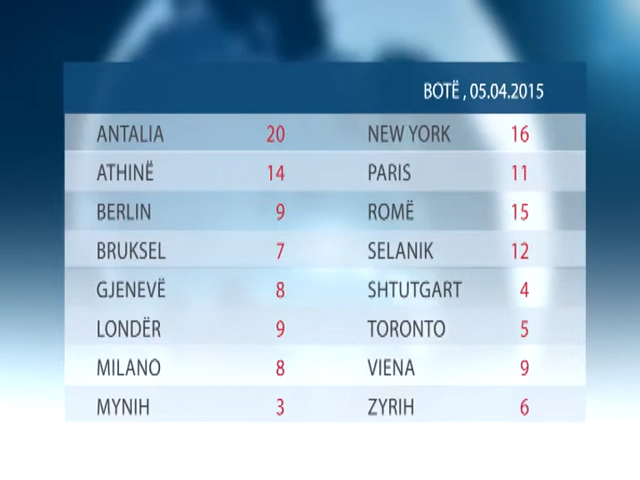 BOTË , 05.04.2015
ANTALIA 20 NEW YORK 16
ATHINË 14 PARIS 11
BERLIN 9 ROMË 15
BRUKSEL 7 SELANIK 12
GJENEVË 8 SHTUTGART 4
LONDËR 9 TORONTO 5
MILANO 8 VIENA 9
MYNIH 3 ZYRIH 6